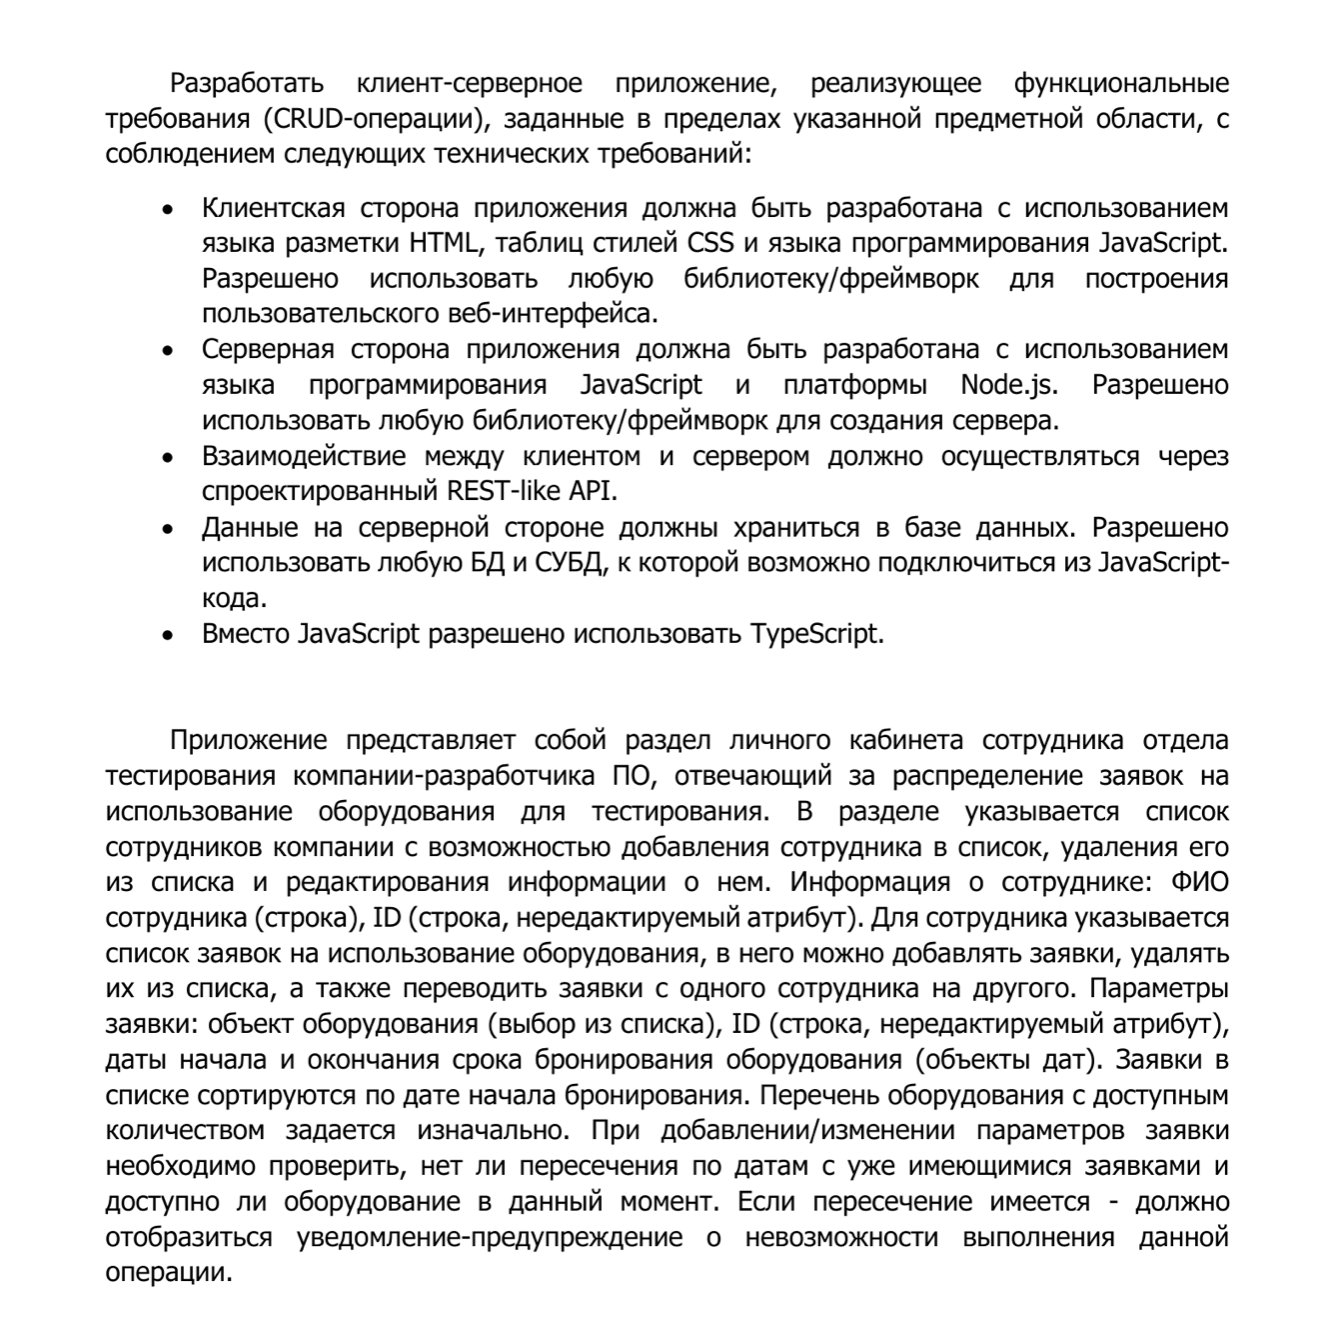 Разработать клиент-серверное приложение, реализующее функциональные
требования (CRUD-операции), заданные в пределах указанной предметной области, с
соблюдением следующих технических требований:
• Клиентская сторона приложения должна быть разработана с использованием
языка разметки HTML, таблиц стилей CSS и языка программирования JavaScript.
Разрешено использовать любую библиотеку/фреймворк для построения
пользовательского веб-интерфейса.
• Серверная сторона приложения должна быть разработана с использованием
языка программирования JavaScript и платформы Node.js. Разрешено
использовать любую библиотеку/фреймворк для создания сервера.
• Взаимодействие между клиентом и сервером должно осуществляться через
спроектированный REST-like API.
• Данные на серверной стороне должны храниться в базе данных. Разрешено
использовать любую БД и СУБД, к которой возможно подключиться из JavaScript-
кода.
• Вместо JavaScript разрешено использовать TypeScript.
Приложение представляет собой раздел личного кабинета сотрудника отдела
тестирования компании-разработчика ПО, отвечающий за распределение заявок на
использование оборудования для тестирования. В разделе указывается список
сотрудников компании с возможностью добавления сотрудника в список, удаления его
из списка и редактирования информации о нем. Информация о сотруднике: ФИО
сотрудника (строка), ID (строка, нередактируемый атрибут). Для сотрудника указывается
список заявок на использование оборудования, в него можно добавлять заявки, удалять
их из списка, а также переводить заявки с одного сотрудника на другого. Параметры
заявки: объект оборудования (выбор из списка), ID (строка, нередактируемый атрибут),
даты начала и окончания срока бронирования оборудования (объекты дат). Заявки в
списке сортируются по дате начала бронирования. Перечень оборудования с доступным
количеством задается изначально. При добавлении/изменении параметров заявки
необходимо проверить, нет ли пересечения по датам с уже имеющимися заявками и
доступно ли оборудование в данный момент. Если пересечение имеется - должно
отобразиться уведомление-предупреждение о невозможности выполнения данной
операции.